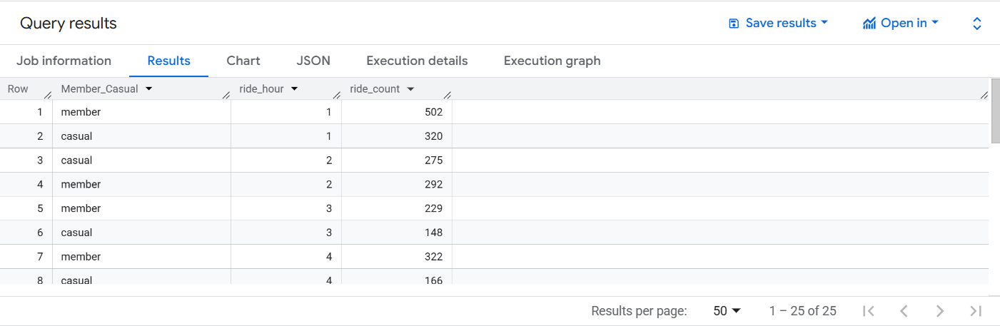 Query results Save results Open in
Job information Results Chart JSON Execution details Execution graph
Row Member_Casual ride_hour ride_count
1 member 1 502
2 casual 1 320
3 casual 2 275
4 member 2 292
5 member 3 229
6 casual 3 148
7 member 4 322
8 casual 4 166
Results per page: 50 1 – 25 of 25